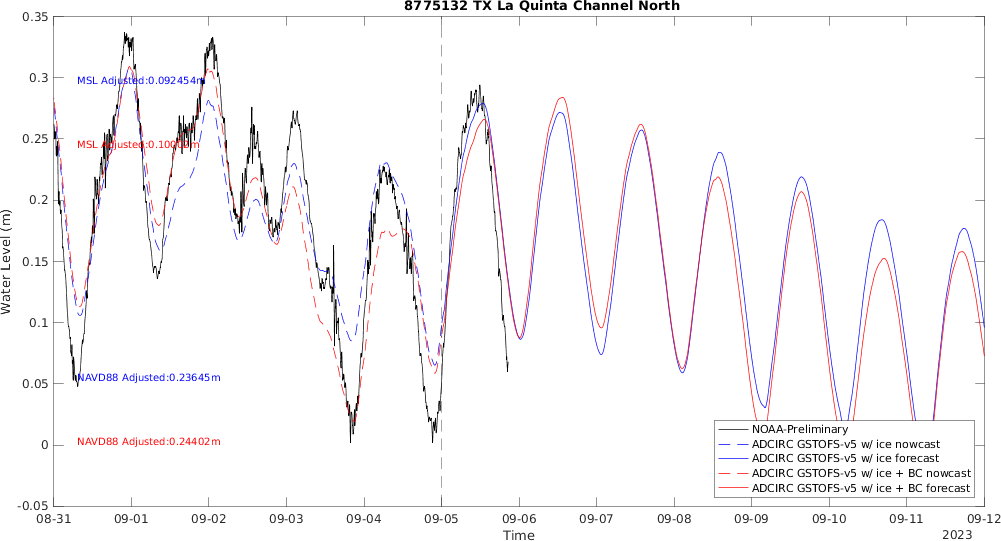 8775132 TX La Quinta Channel North
0.35
0.3
0.25
0.2
0.15
0.1
0.05
0
-0.05
Water Level (m)
MSL Adjusted:0.092454m
MSL Adjusted:
NAVD88 Adjusted:0.23645m
NAVD88 Adjusted:0.24402m
NOAA-Preliminary
ADCIRC GSTOFS-v5 w/ ice nowcast
ADCIRC GSTOFS-v5 w/ ice forecast
ADCIRC GSTOFS-v5 w/ ice + BC nowcast
ADCIRC GSTOFS-v5 w/ ice + BC forecast
08-31 09-01 09-02 09-03 09-04 09-05 09-06 09-07 09-08 09-09 09-10 09-11 09-12
Time
2023